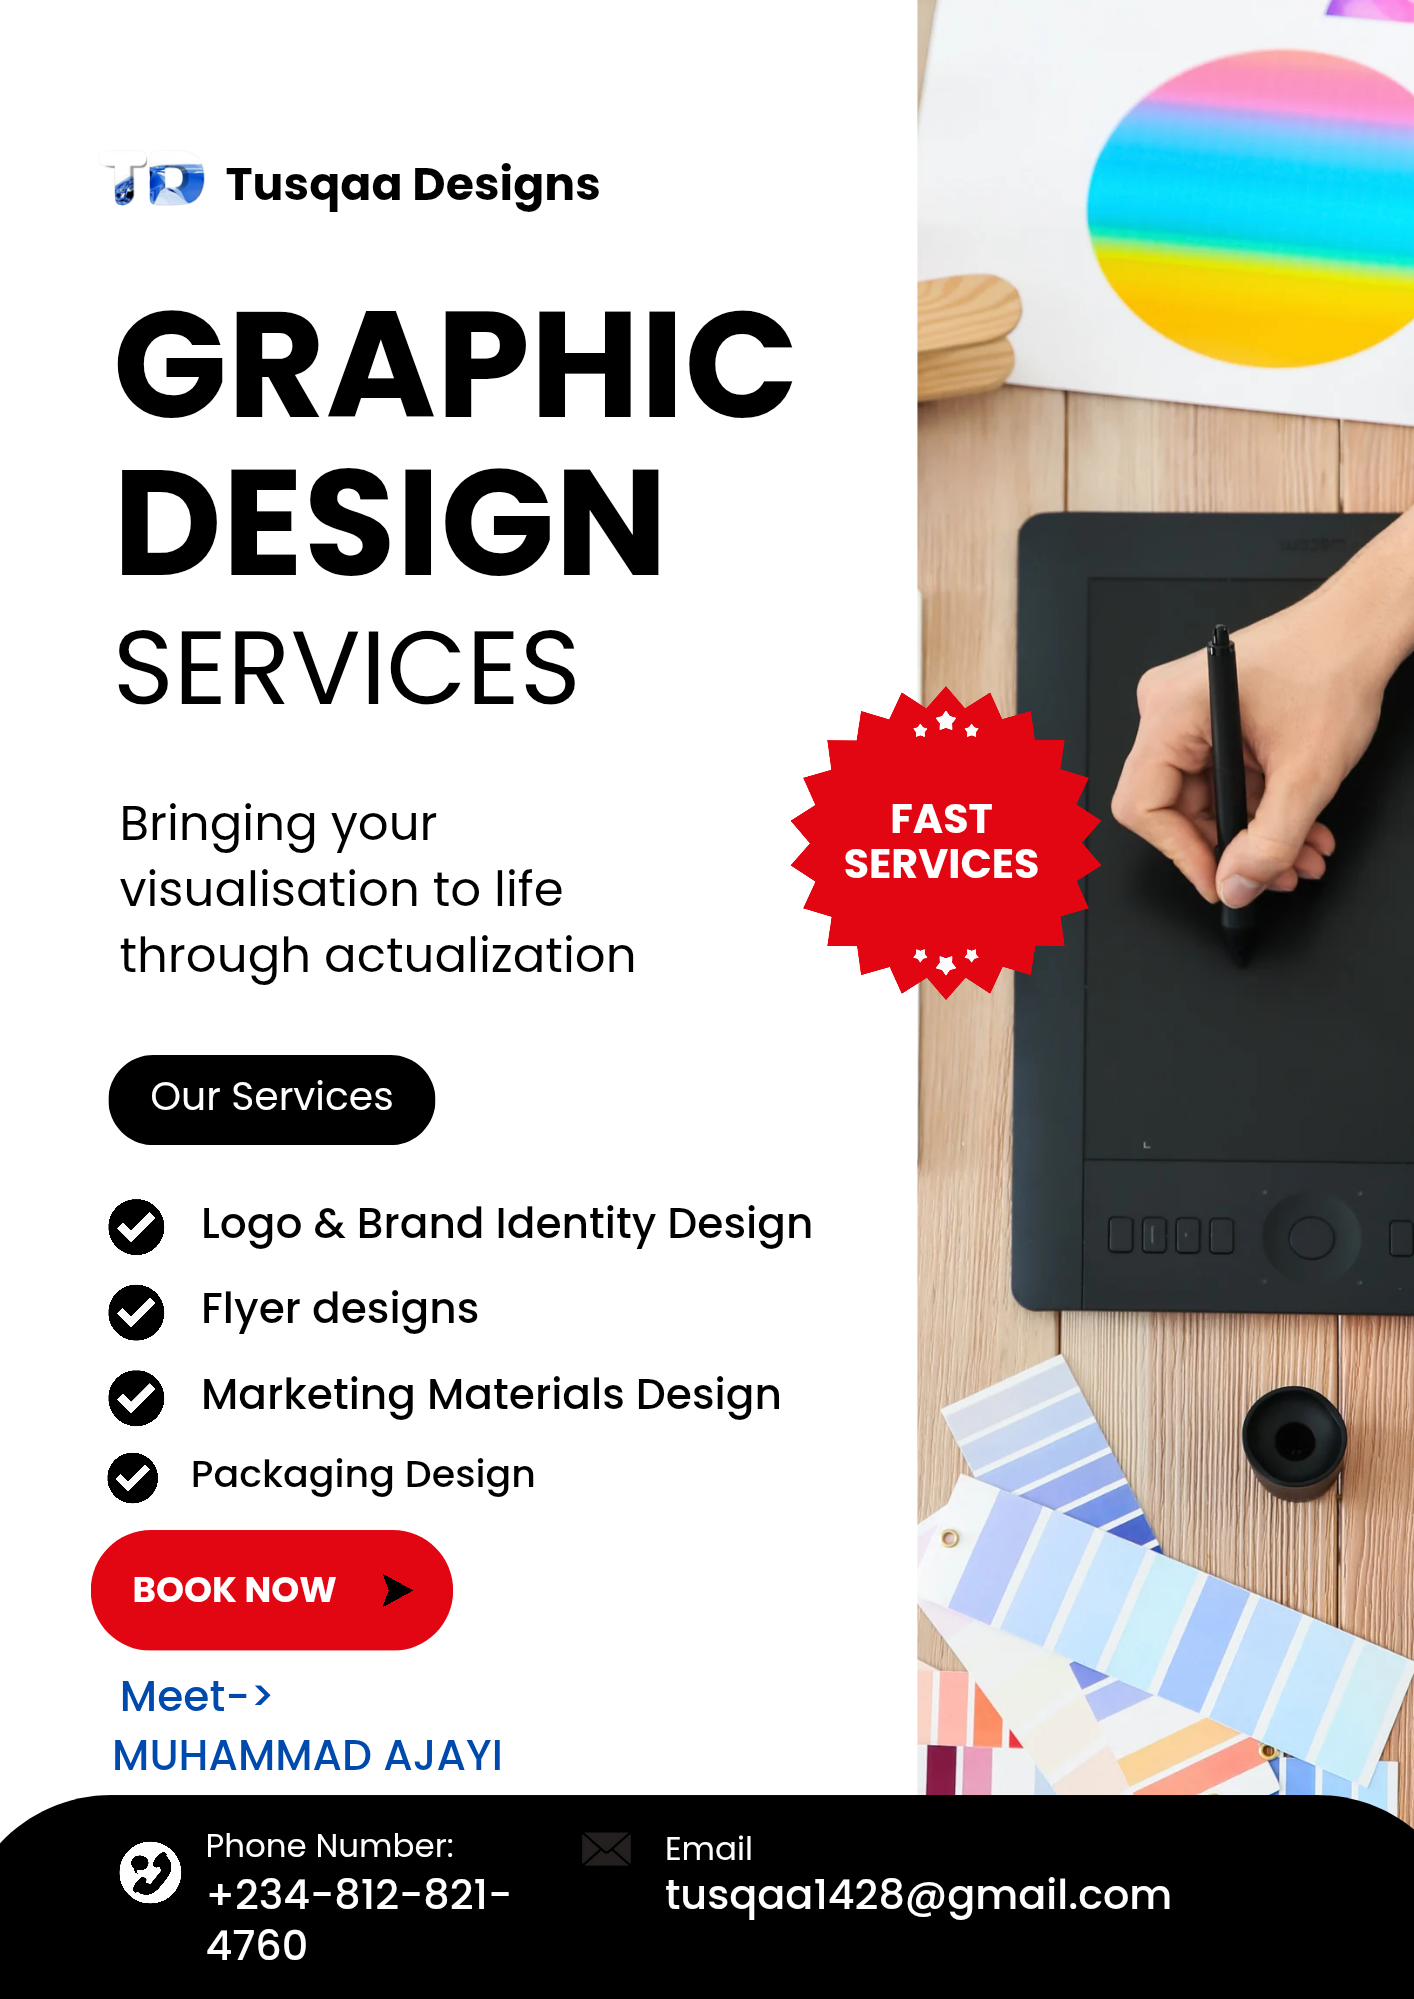 TD Tusqaa Designs
GRAPHIC
DESIGN
SERVICES
Bringing your
visualisation to life
through actualization
FAST
SERVICES
Our Services
Logo & Brand Identity Design
Flyer designs
Marketing Materials Design
Packaging Design
BOOK NOW
Meet->
MUHAMMAD AJAYI
Phone Number:
+234-812-821-
4760
Email
tusqaa1428@gmail.com